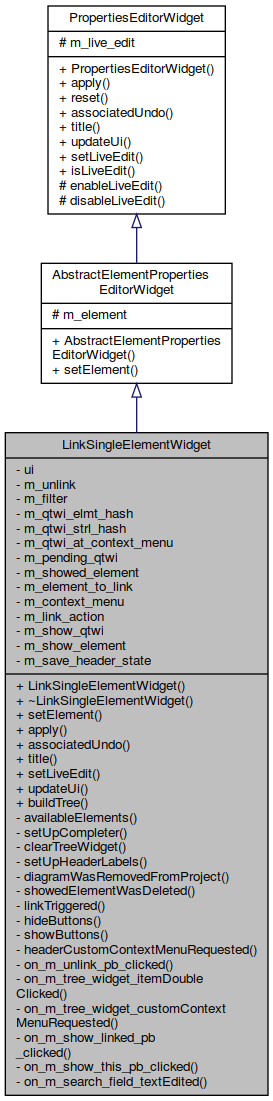 PropertiesEditorWidget
# m_live_edit
+ PropertiesEditorWidget()
+ apply()
+ reset()
+ associatedUndo()
+ title()
+ updateUi()
+ setLiveEdit()
+ isLiveEdit()
# enableLiveEdit()
# disableLiveEdit()
AbstractElementProperties
EditorWidget
# m_element
+ AbstractElementProperties
EditorWidget()
+ setElement()
LinkSingleElementWidget
- ui
- m_unlink
- m_filter
- m_qtwi_elmt_hash
- m_qtwi_strl_hash
- m_qtwi_at_context_menu
- m_pending_qtwi
- m_showed_element
- m_element_to_link
- m_context_menu
- m_link_action
- m_show_qtwi
- m_show_element
- m_save_header_state
+ LinkSingleElementWidget()
+ ~LinkSingleElementWidget()
+ setElement()
+ apply()
+ associatedUndo()
+ title()
+ setLiveEdit()
+ updateUi()
+ buildTree()
- availableElements()
- setUpCompleter()
- clearTreeWidget()
- setUpHeaderLabels()
- diagramWasRemovedFromProject()
- showedElementWasDeleted()
- linkTriggered()
- hideButtons()
- showButtons()
- headerCustomContextMenuRequested()
- on_m_unlink_pb_clicked()
- on_m_tree_widget_itemDouble
Clicked()
- on_m_tree_widget_customContext
MenuRequested()
- on_m_show_linked_pb
_clicked()
- on_m_show_this_pb_clicked()
- on_m_search_field_textEdited()